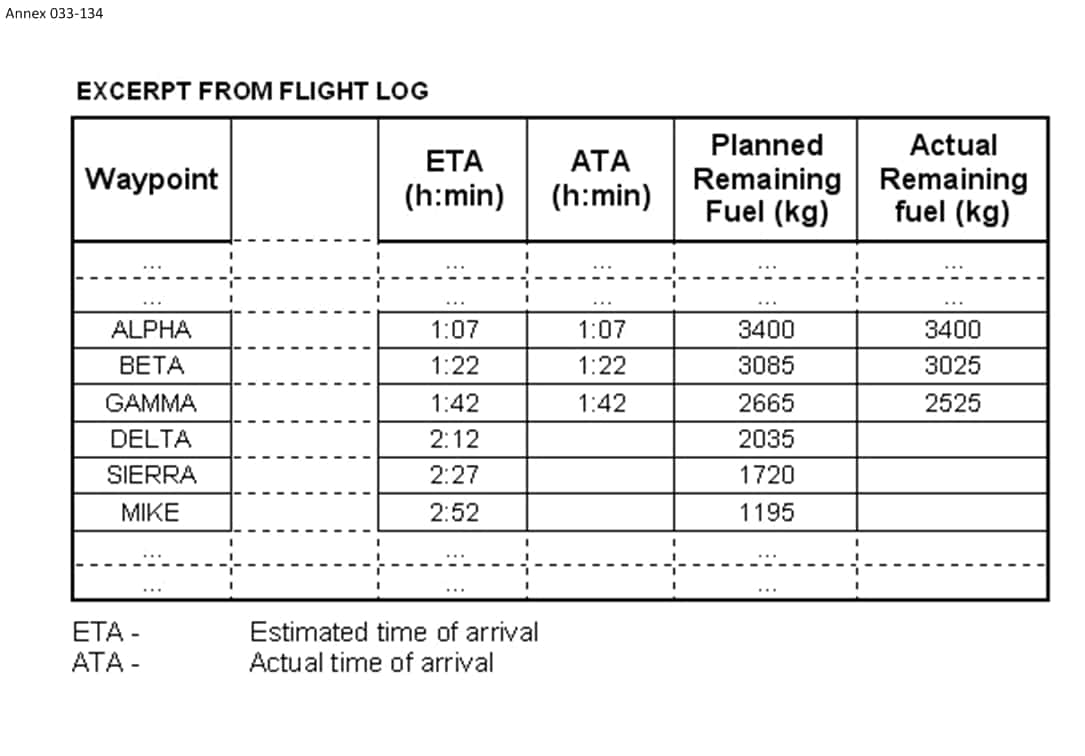 Annex 033-134
EXCERPT FROM FLIGHT LOG
Waypoint ETA (h:min) ATA (h:min) Planned Remaining Fuel (kg) Actual Remaining fuel (kg)
... ... ... ... ...
... ... ... ... ...
ALPHA 1:07 1:07 3400 3400
BETA 1:22 1:22 3085 3025
GAMMA 1:42 1:42 2665 2525
DELTA 2:12 2035
SIERRA 2:27 1720
MIKE 2:52 1195
... ... ...
... ... ...
ETA - Estimated time of arrival
ATA - Actual time of arrival